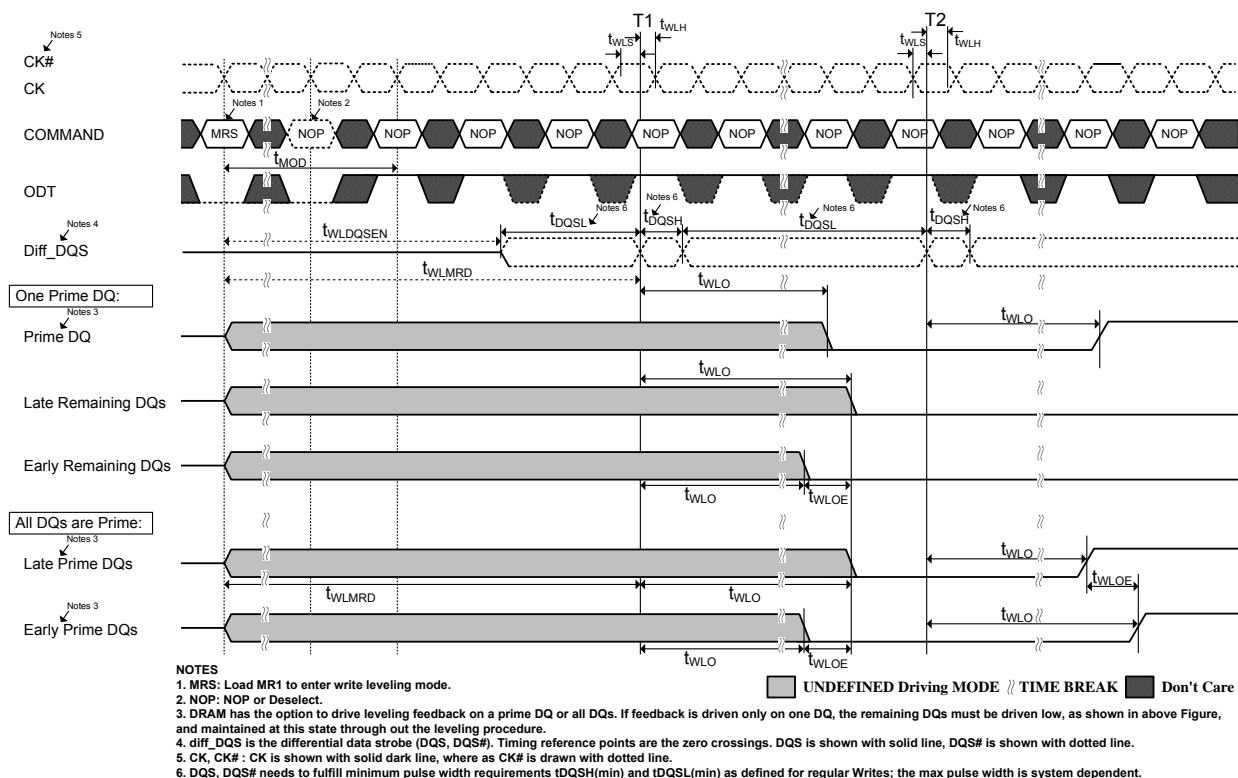 T1 T2
tWLS tWLH tWLS tWLH
Notes 5
CK#
CK
Notes 1 Notes 2
COMMAND MRS NOP NOP NOP NOP NOP NOP NOP NOP NOP NOP NOP
tMOD
ODT
Notes 4 Notes 6 Notes 6 Notes 6 Notes 6
tWLDQSEN tDQSL tDQSH tDQSL tDQSH
Diff_DQS
tWLMRD
One Prime DQ:
tWLO
Notes 3
Prime DQ tWLO
tWLO
Late Remaining DQs
Early Remaining DQs
tWLO tWLOE
All DQs are Prime:
Notes 3
Late Prime DQs tWLO
tWLMRD tWLO tWLOE
Notes 3
Early Prime DQs tWLO
tWLO tWLOE
NOTES
1. MRS: Load MR1 to enter write leveling mode.
UNDEFINED Driving MODE TIME BREAK Don't Care
2. NOP: NOP or Deselect.
3. DRAM has the option to drive leveling feedback on a prime DQ or all DQs. If feedback is driven only on one DQ, the remaining DQs must be driven low, as shown in above Figure,
and maintained at this state through out the leveling procedure.
4. diff_DQS is the differential data strobe (DQS, DQS#). Timing reference points are the zero crossings. DQS is shown with solid line, DQS# is shown with dotted line.
5. CK, CK# : CK is shown with solid dark line, where as CK# is drawn with dotted line.
6. DQS, DQS# needs to fulfill minimum pulse width requirements tDQSH(min) and tDQSL(min) as defined for regular Writes; the max pulse width is system dependent.